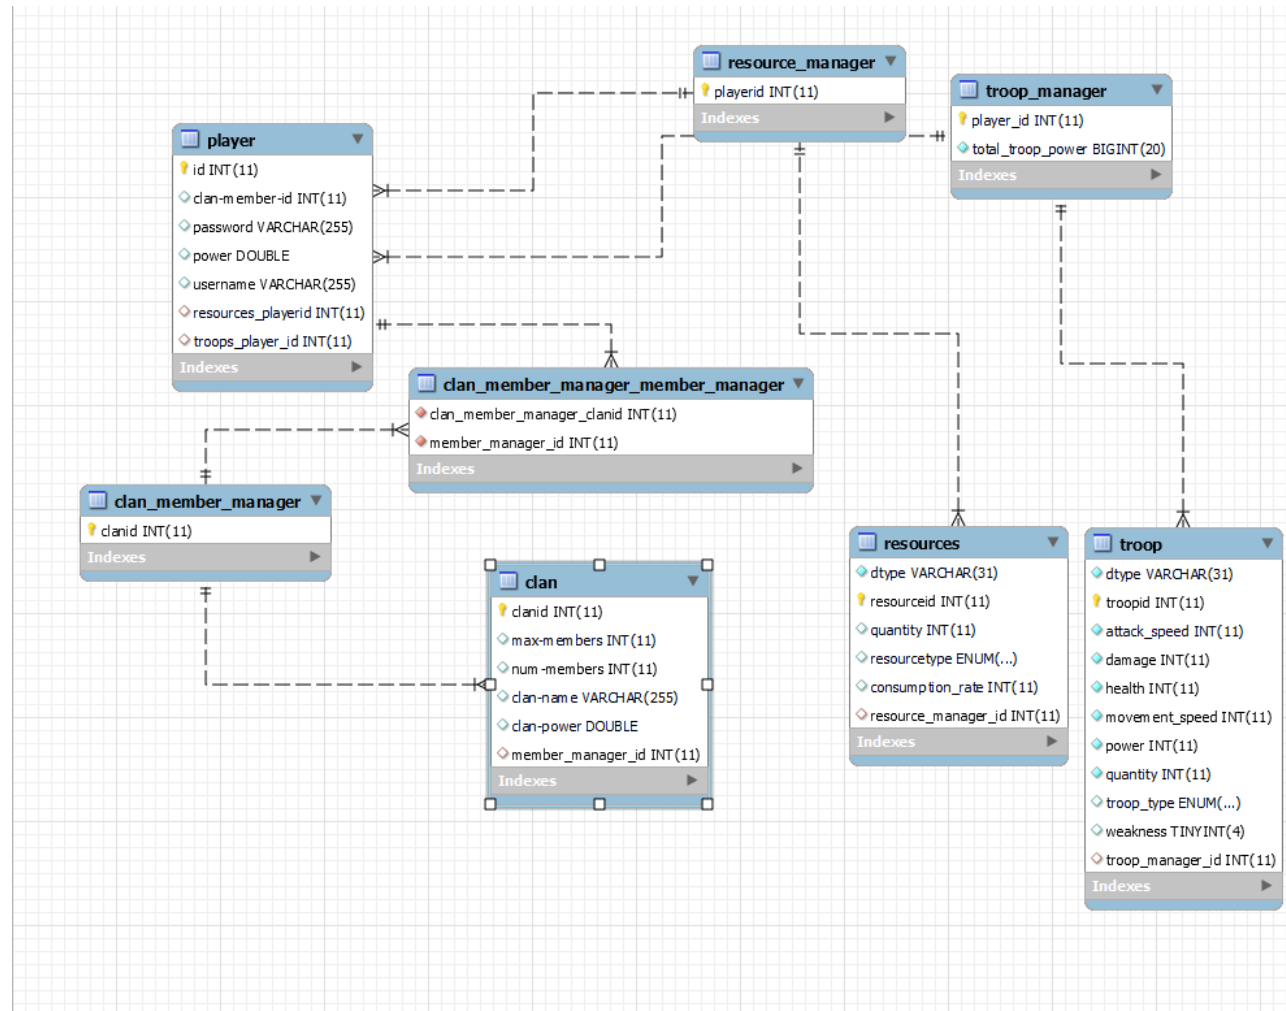 resource_manager
playerid INT(11)
Indexes
troop_manager
player_id INT(11)
total_troop_power BIGINT(20)
Indexes
player
id INT(11)
clan-member-id INT(11)
password VARCHAR(255)
power DOUBLE
username VARCHAR(255)
resources_playerid INT(11)
troops_player_id INT(11)
Indexes
clan_member_manager_member_manager
clan_member_manager_clanid INT(11)
member_manager_id INT(11)
Indexes
clan_member_manager
clanid INT(11)
Indexes
clan
clanid INT(11)
max-members INT(11)
num-members INT(11)
clan-name VARCHAR(255)
clan-power DOUBLE
member_manager_id INT(11)
Indexes
resources
dtype VARCHAR(31)
resourceid INT(11)
quantity INT(11)
resourcetype ENUM(...)
consumption_rate INT(11)
resource_manager_id INT(11)
Indexes
troop
dtype VARCHAR(31)
troopid INT(11)
attack_speed INT(11)
damage INT(11)
health INT(11)
movement_speed INT(11)
power INT(11)
quantity INT(11)
troop_type ENUM(...)
weakness TINYINT(4)
troop_manager_id INT(11)
Indexes